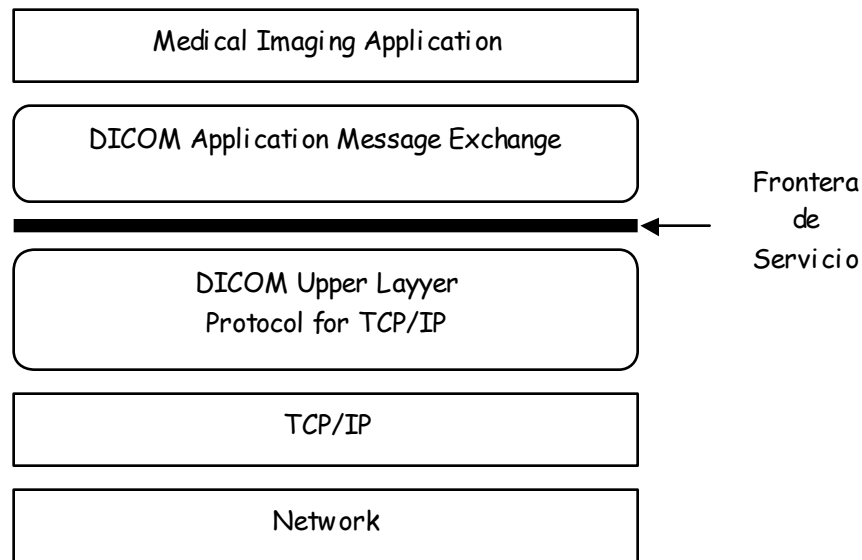 Medical Imaging Application
DICOM Application Message Exchange
Frontera
de
Servicio
DICOM Upper Layyer
Protocol for TCP/IP
TCP/IP
Network